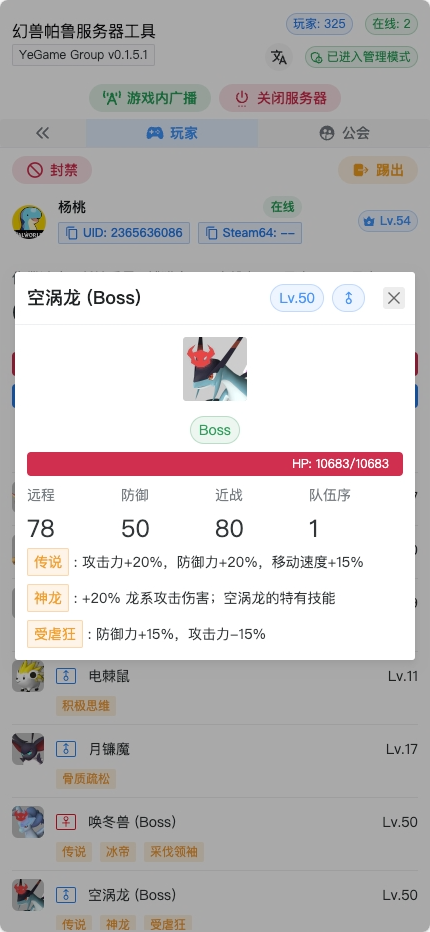 幻兽帕鲁服务器工具
玩家: 325
在线: 2
YeGame Group v0.1.5.1
已进入管理模式
游戏内广播
关闭服务器
玩家
公会
封禁
踢出
杨桃
在线
UID: 2365636086
Steam64: --
Lv.54
空涡龙 (Boss)
Lv.50
Boss
HP: 10683/10683
远程
防御
近战
队伍序
78
50
80
1
传说 : 攻击力+20%，防御力+20%，移动速度+15%
神龙 : +20% 龙系攻击伤害；空涡龙的特有技能
受虐狂 : 防御力+15%，攻击力-15%
电棘鼠
Lv.11
积极思维
月镰魔
Lv.17
骨质疏松
唤冬兽 (Boss)
Lv.50
传说 冰帝 采伐领袖
空涡龙 (Boss)
Lv.50
传说 神龙 受虐狂